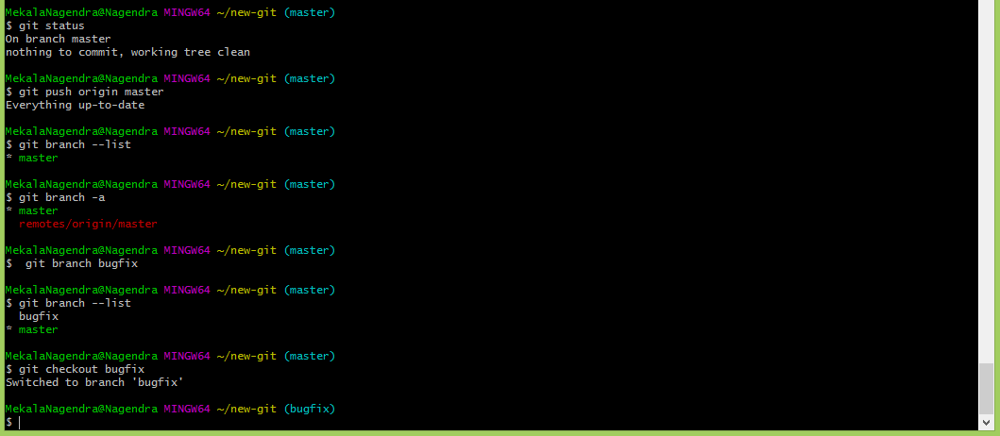 MekalaNagendra@Nagendra MINGW64 ~/new-git (master)
$ git status
On branch master
nothing to commit, working tree clean
MekalaNagendra@Nagendra MINGW64 ~/new-git (master)
$ git push origin master
Everything up-to-date
MekalaNagendra@Nagendra MINGW64 ~/new-git (master)
$ git branch --list
* master
MekalaNagendra@Nagendra MINGW64 ~/new-git (master)
$ git branch -a
* master
  remotes/origin/master
MekalaNagendra@Nagendra MINGW64 ~/new-git (master)
$  git branch bugfix
MekalaNagendra@Nagendra MINGW64 ~/new-git (master)
$ git branch --list
  bugfix
* master
MekalaNagendra@Nagendra MINGW64 ~/new-git (master)
$ git checkout bugfix
Switched to branch 'bugfix'
MekalaNagendra@Nagendra MINGW64 ~/new-git (bugfix)
$